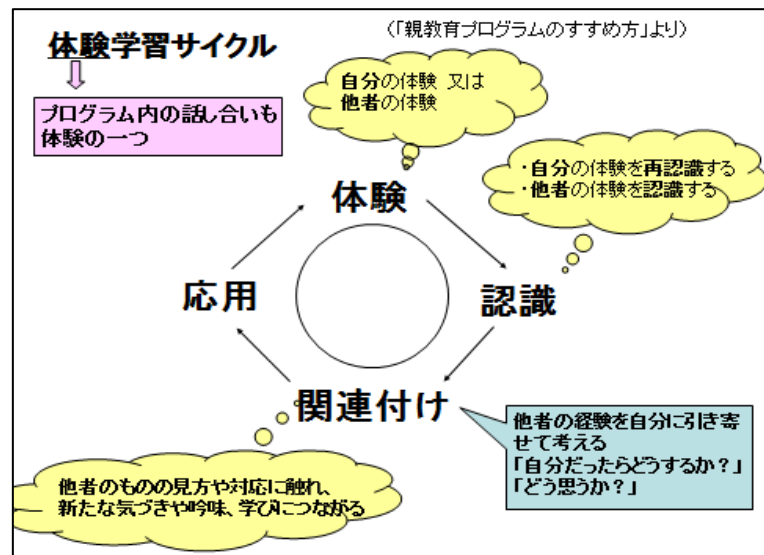 体験学習サイクル
(「親教育プログラムのすすめ方」より)
プログラム内の話し合いも
体験の一つ
自分の体験 又は
他者の体験
・自分の体験を再認識する
・他者の体験を認識する
体験
応用
認識
関連付け
他者の経験を自分に引き寄
せて考える
「自分だったらどうするか?」
「どう思うか?」
他者のものの見方や対応に触れ、
新たな気づきや吟味、学びにつながる